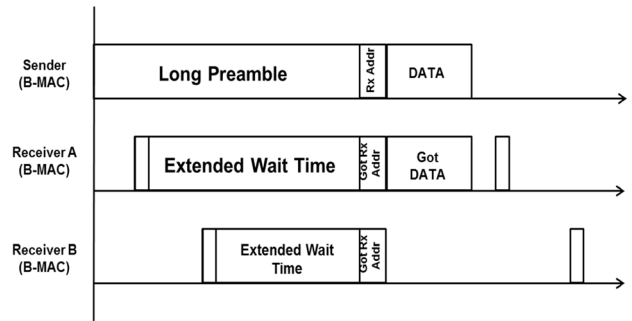 Sender
(B-MAC)
Long Preamble
Rx Addr
DATA
Receiver A
(B-MAC)
Extended Wait Time
Got Rx
Addr
Got
DATA
Receiver B
(B-MAC)
Extended Wait
Time
Got Rx
Addr